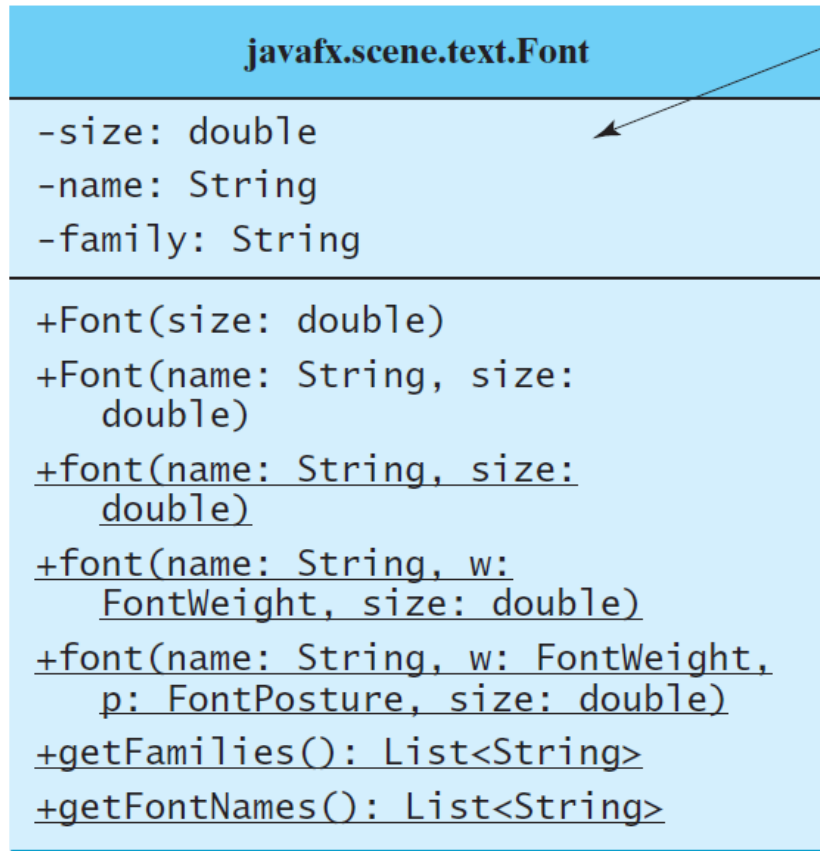 javafx.scene.text.Font
-size: double
-name: String
-family: String
+Font(size: double)
+Font(name: String, size:
double)
+font(name: String, size:
double)
+font(name: String, w:
FontWeight, size: double)
+font(name: String, w: FontWeight,
p: FontPosture, size: double)
+getFamilies(): List<String>
+getFontNames(): List<String>